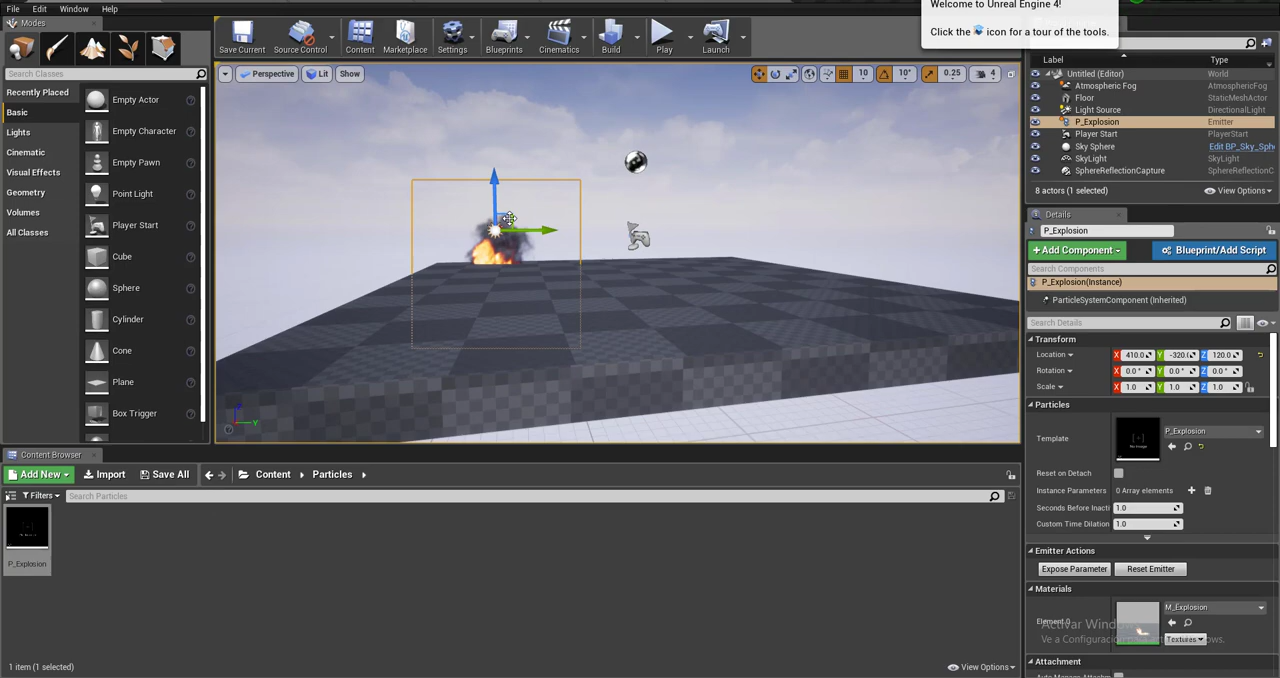 File Edit Window Help
Welcome to Unreal Engine 4!
Click the icon for a tour of the tools.
Modes
Save Current Source Control Content Marketplace Settings Blueprints Cinematics Build Play Launch
Search Classes
Recently Placed
Basic
Lights
Cinematic
Visual Effects
Geometry
Volumes
All Classes
Empty Actor
Empty Character
Empty Pawn
Point Light
Player Start
Cube
Sphere
Cylinder
Cone
Plane
Box Trigger
Perspective Lit Show 10 10° 0.25 4
Label Type
Untitled (Editor) World
Atmospheric Fog AtmosphericFog
Floor StaticMeshActor
Light Source DirectionalLight
P_Explosion Emitter
Player Start PlayerStart
Sky Sphere Edit BP_Sky_Sph
SkyLight SkyLight
SphereReflectionCapture SphereReflectionC
8 actors (1 selected) View Options
Details
P_Explosion
+ Add Component Blueprint/Add Script
Search Components
P_Explosion(Instance)
ParticleSystemComponent (Inherited)
Search Details
Transform
Location X 410.0 Y -320.( Z 120.0
Rotation X 0.0 ° Y 0.0 ° Z 0.0 °
Scale X 1.0 Y 1.0 Z 1.0
Particles
Template P_Explosion
Reset on Detach
Instance Parameters 0 Array elements
Seconds Before Inacti 1.0
Custom Time Dilation 1.0
Emitter Actions
Expose Parameter Reset Emitter
Materials
Element 0 M_Explosion
Textures
Activar Windows
Ve a Configuració
Attachment
Content Browser
Add New Import Save All Content Particles
Filters Search Particles
P_Explosion
1 item (1 selected) View Options